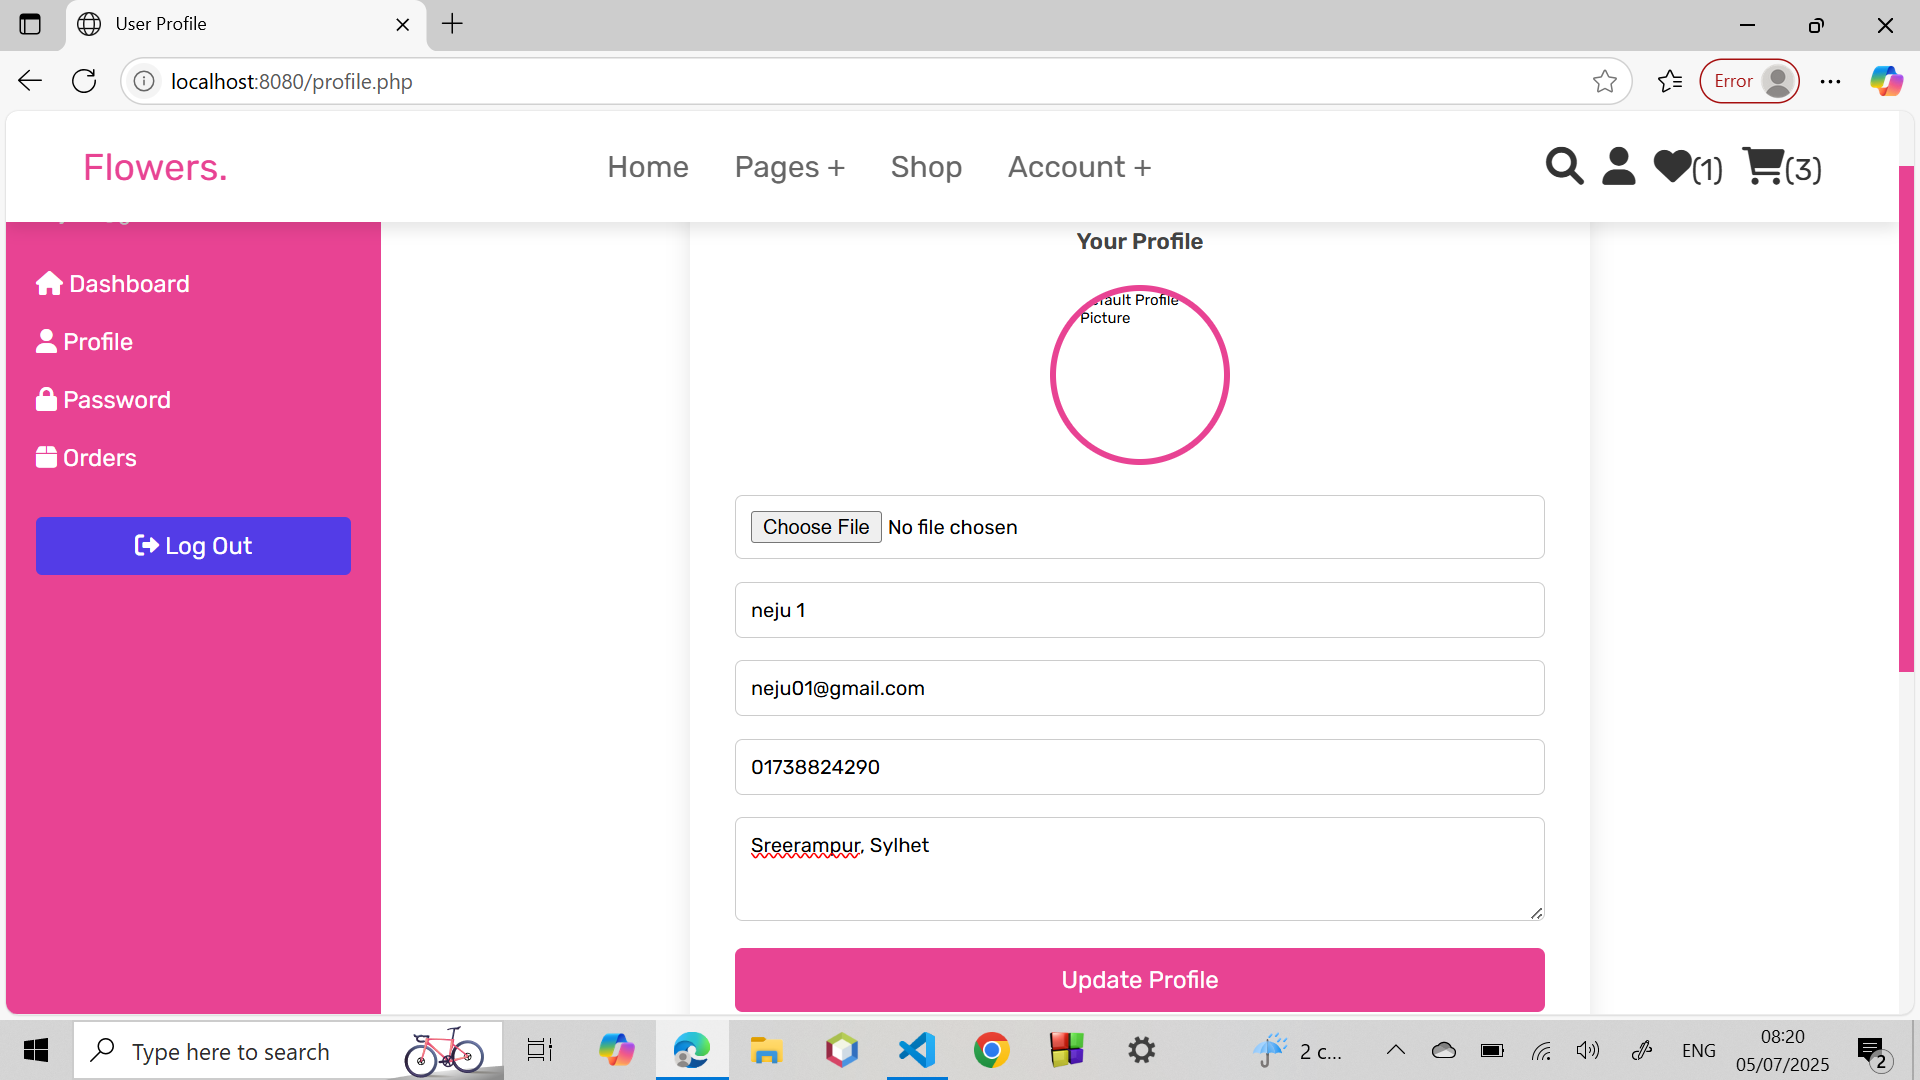 User Profile
localhost:8080/profile.php
Error
Flowers.
Home
Pages +
Shop
Account +
(1)
(3)
Dashboard
Profile
Password
Orders
Log Out
Your Profile
Default Profile
Picture
Choose File No file chosen
neju 1
neju01@gmail.com
01738824290
Sreerampur, Sylhet
Update Profile
Type here to search
2 c...
ENG
08:20
05/07/2025
2